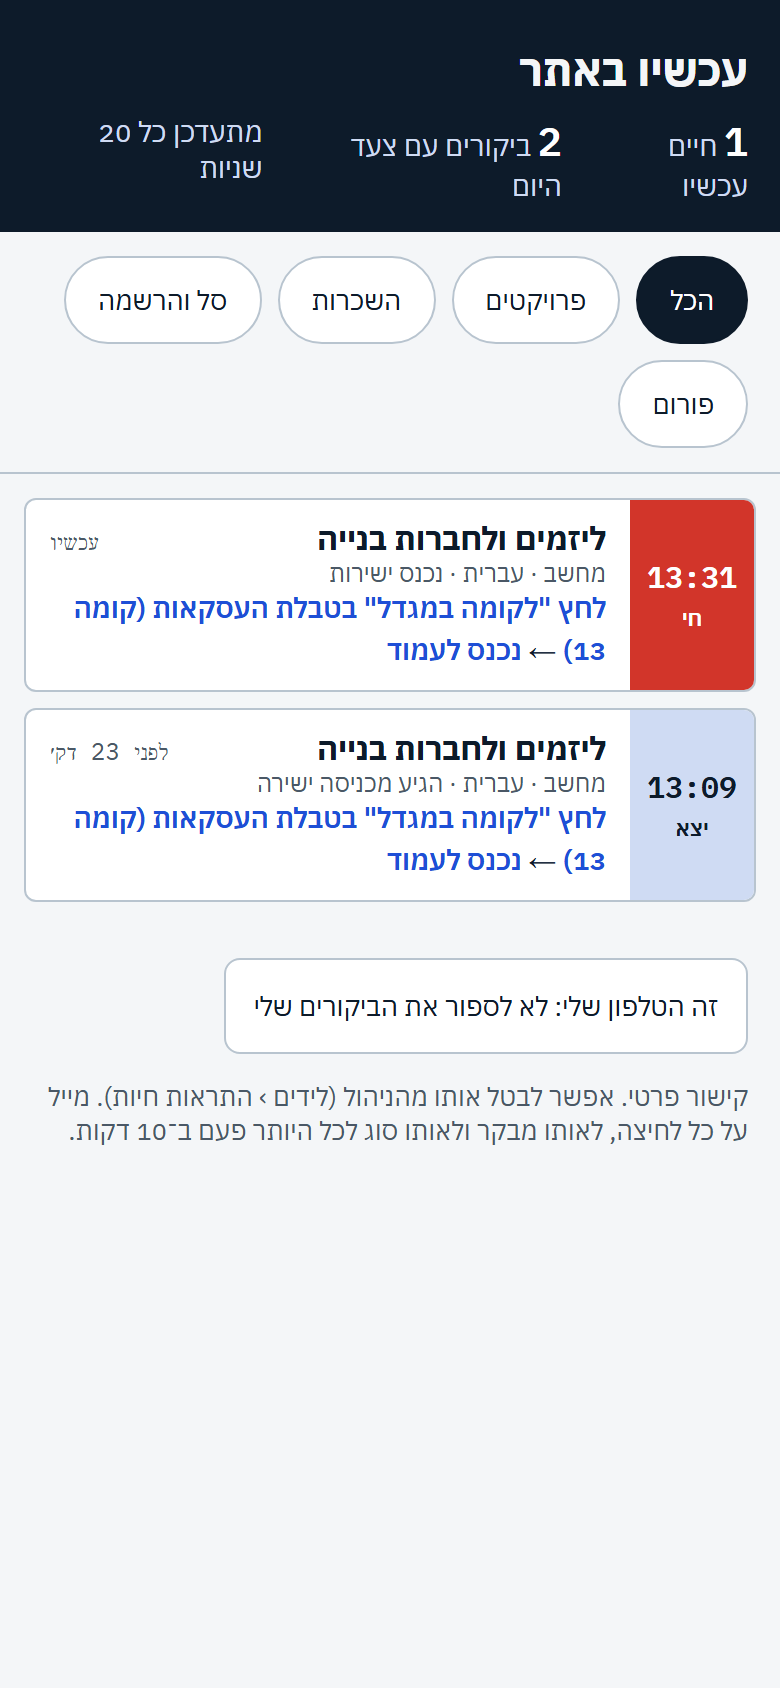 עכשיו באתר
1 חיים
עכשיו
2 ביקורים עם צעד
היום
מתעדכן כל 20
שניות
הכל
פרויקטים
השכרות
סל והרשמה
פורום
13:31
חי
ליזמים ולחברות בנייה
עכשיו
מחשב · עברית · נכנס ישירות
לחץ "לקומה במגדל" בטבלת העסקאות (קומה
13) ← נכנס לעמוד
13:09
יצא
ליזמים ולחברות בנייה
לפני 23 דק׳
מחשב · עברית · הגיע מכניסה ישירה
לחץ "לקומה במגדל" בטבלת העסקאות (קומה
13) ← נכנס לעמוד
זה הטלפון שלי: לא לספור את הביקורים שלי
קישור פרטי. אפשר לבטל אותו מהניהול (לידים › התראות חיות). מייל
על כל לחיצה, לאותו מבקר ולאותו סוג לכל היותר פעם ב־10 דקות.